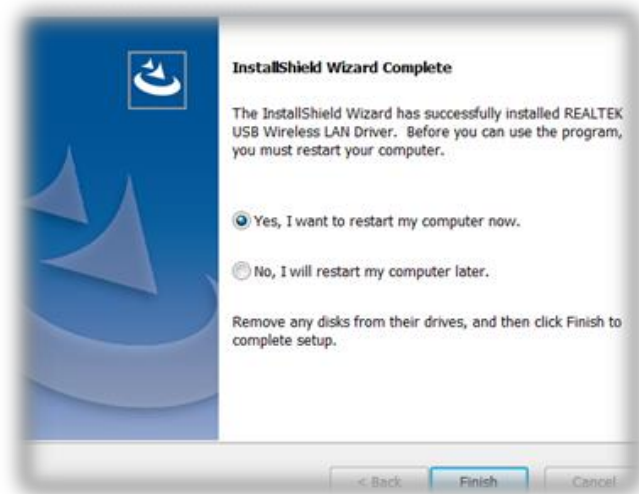 InstallShield Wizard Complete
The InstallShield Wizard has successfully installed REALTEK
USB Wireless LAN Driver. Before you can use the program,
you must restart your computer.
Yes, I want to restart my computer now.
No, I will restart my computer later.
Remove any disks from their drives, and then click Finish to
complete setup.
< Back Finish Cancel